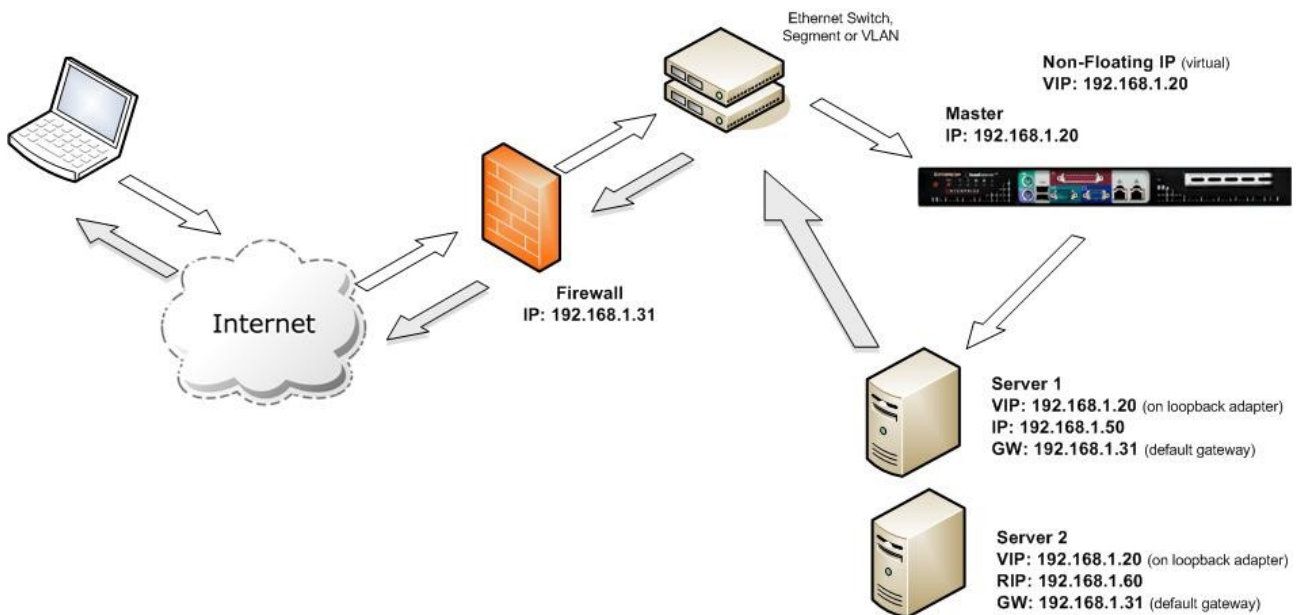 Ethernet Switch,
Segment or VLAN
Non-Floating IP (virtual)
VIP: 192.168.1.20
Master
IP: 192.168.1.20
ENTERPRISE
Firewall
IP: 192.168.1.31
Internet
Server 1
VIP: 192.168.1.20 (on loopback adapter)
IP: 192.168.1.50
GW: 192.168.1.31 (default gateway)
Server 2
VIP: 192.168.1.20 (on loopback adapter)
RIP: 192.168.1.60
GW: 192.168.1.31 (default gateway)